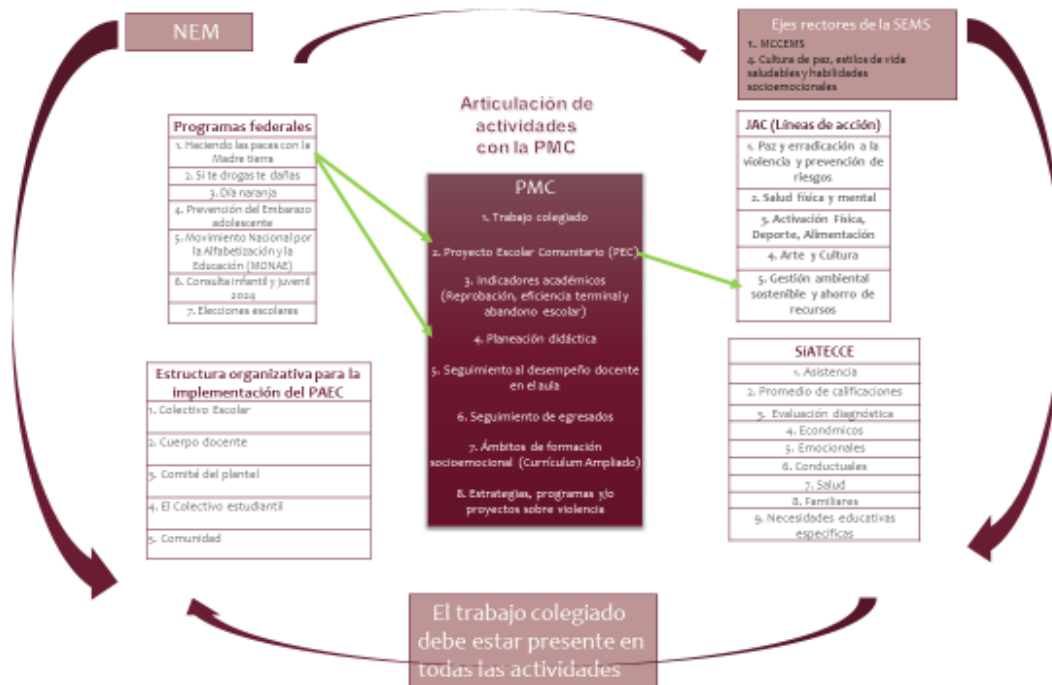 NEM
Ejes rectores de la SEMS
1. MCCEMS
4. Cultura de paz, estilos de vida
saludables y habilidades
socioemocionales
Articulación de
actividades
con la PMC
Programas federales
1. Haciendo las paces con la
Madre tierra
2. Si te drogas te dañas
3. Día naranja
4. Prevención del Embarazo
adolescente
5. Movimiento Nacional por
la Alfabetización y la
Educación (MONAE)
6. Consulta infantil y juvenil
2024
7. Elecciones escolares
Estructura organizativa para la
implementación del PAEC
1. Colectivo Escolar
2. Cuerpo docente
3. Comité del plantel
4. El Colectivo estudiantil
5. Comunidad
PMC
1. Trabajo colegiado
2. Proyecto Escolar Comunitario (PEC)
3. Indicadores académicos
(Reprobación, eficiencia terminal y
abandono escolar)
4. Planeación didáctica
5. Seguimiento al desempeño docente
en el aula
6. Seguimiento de egresados
7. Ámbitos de formación
socioemocional (Currículum Ampliado)
8. Estrategias, programas y/o
proyectos sobre violencia
JAC (Líneas de acción)
1. Paz y erradicación a la
violencia y prevención de
riesgos
2. Salud física y mental
3. Activación Física,
Deporte, Alimentación
4. Arte y Cultura
5. Gestión ambiental
sostenible y ahorro de
recursos
SiATECCE
1. Asistencia
2. Promedio de calificaciones
3. Evaluación diagnóstica
4. Económicos
5. Emocionales
6. Conductuales
7. Salud
8. Familiares
9. Necesidades educativas
específicas
El trabajo colegiado
debe estar presente en
todas las actividades